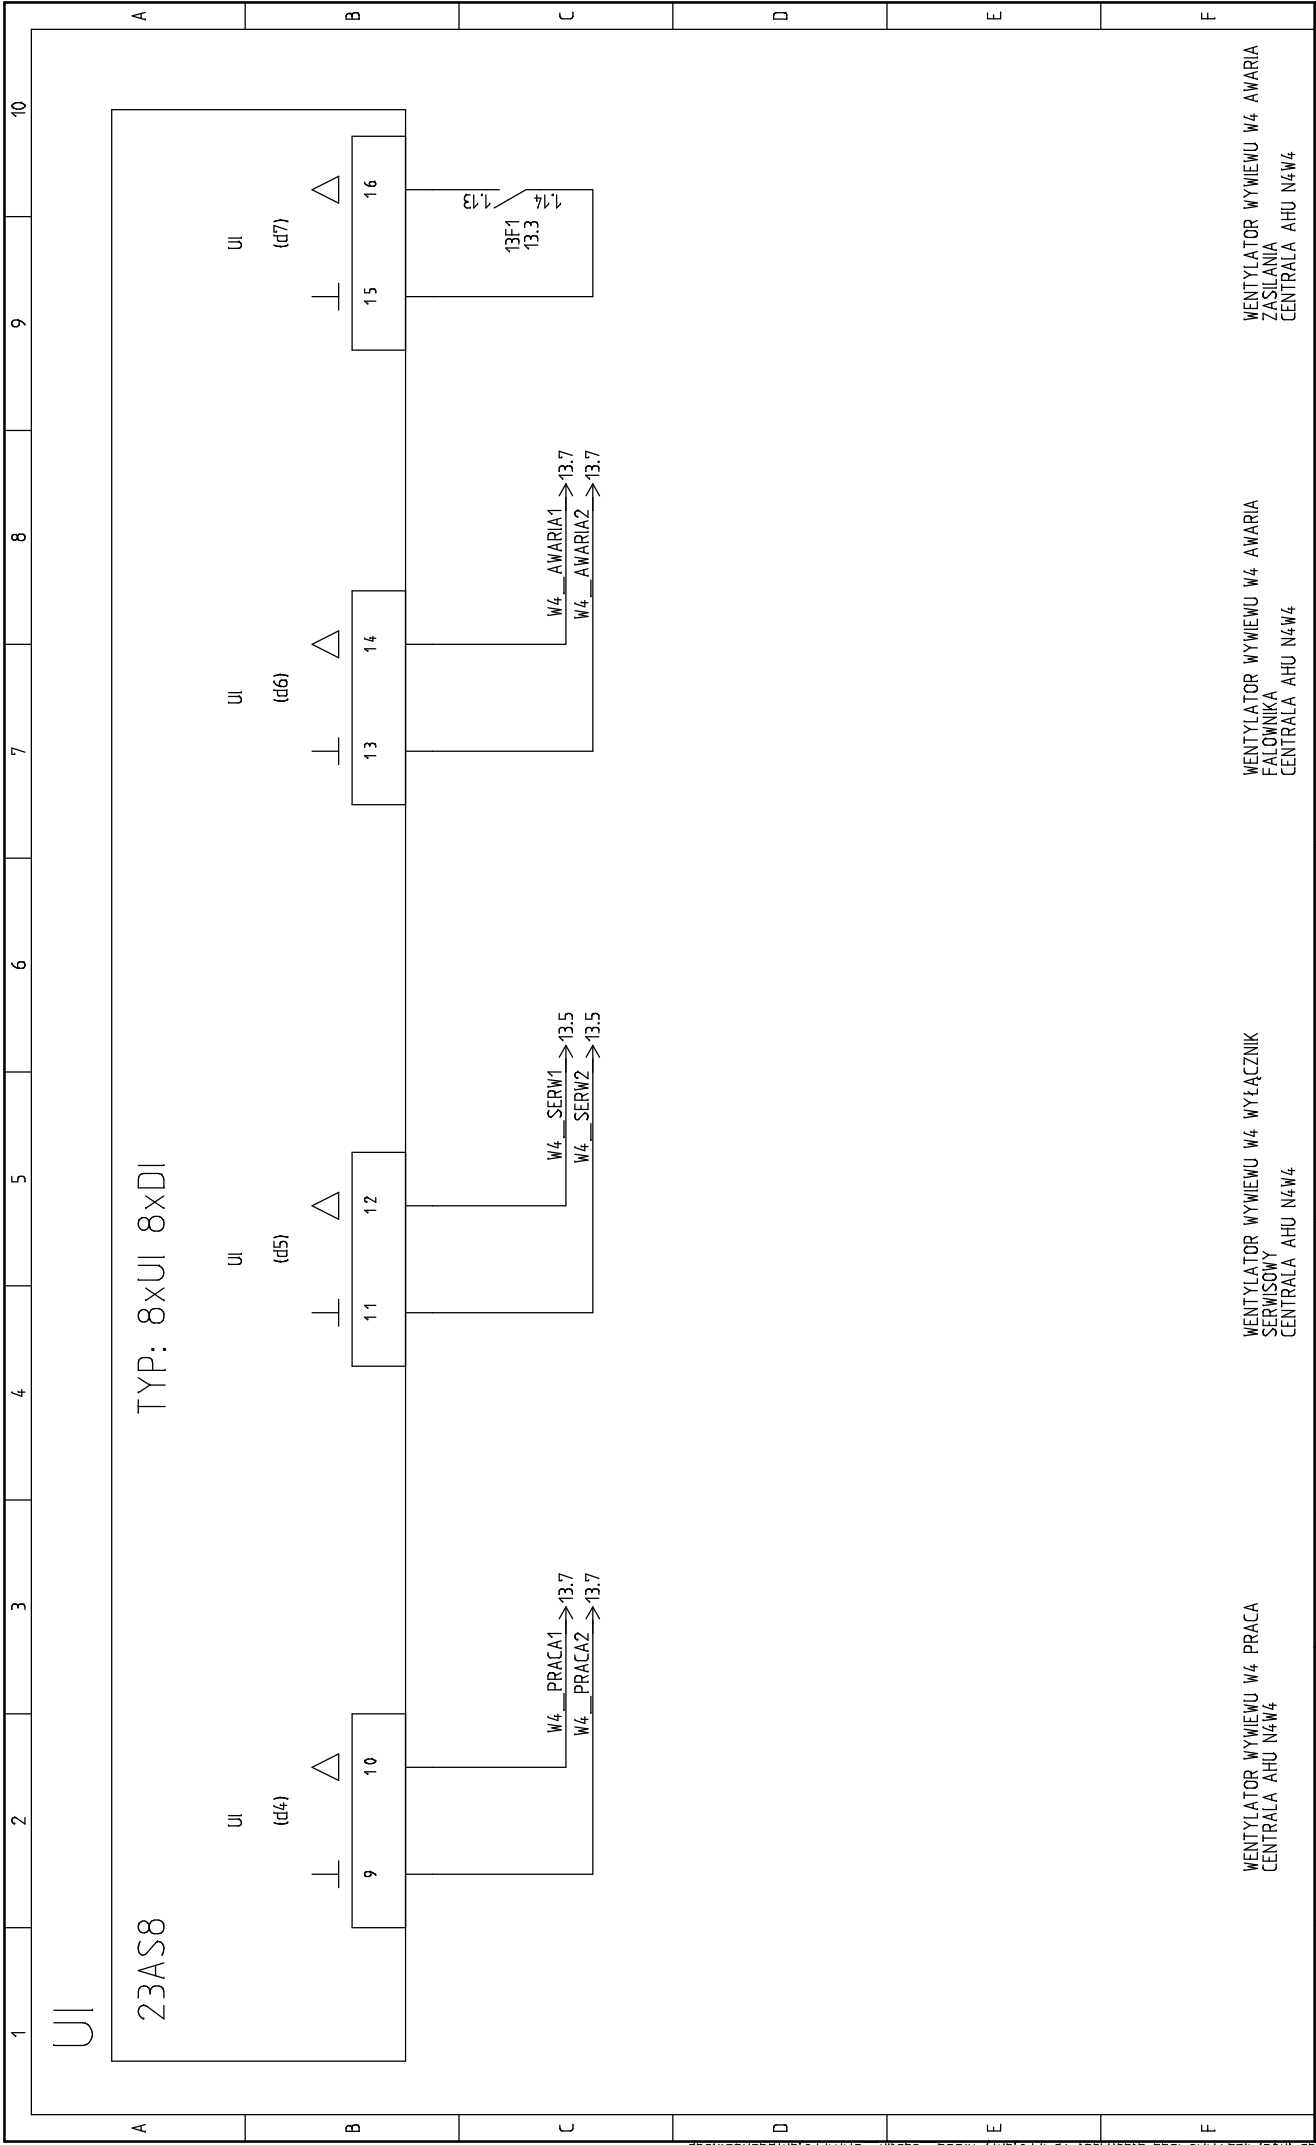 1 2 3 4 5 6 7 8 9 10
A A
B B
C C
D D
E E
F F
UI
23AS8
TYP: 8xUI 8xDI
UI UI UI UI
(d4) (d5) (d6) (d7)
9 10 11 12 13 14 15 16
1.13
1.14
13F1
13.3
W4_PRACA1 13.7
W4_PRACA2 13.7
W4_SERW1 13.5
W4_SERW2 13.5
W4_AWARIA1 13.7
W4_AWARIA2 13.7
WENTYLATOR WYWIEWU W4 PRACA
CENTRALA AHU N4W4
WENTYLATOR WYWIEWU W4 WYŁĄCZNIK
SERWISOWY
CENTRALA AHU N4W4
WENTYLATOR WYWIEWU W4 AWARIA
FALOWNIKA
CENTRALA AHU N4W4
WENTYLATOR WYWIEWU W4 AWARIA
ZASILANIA
CENTRALA AHU N4W4